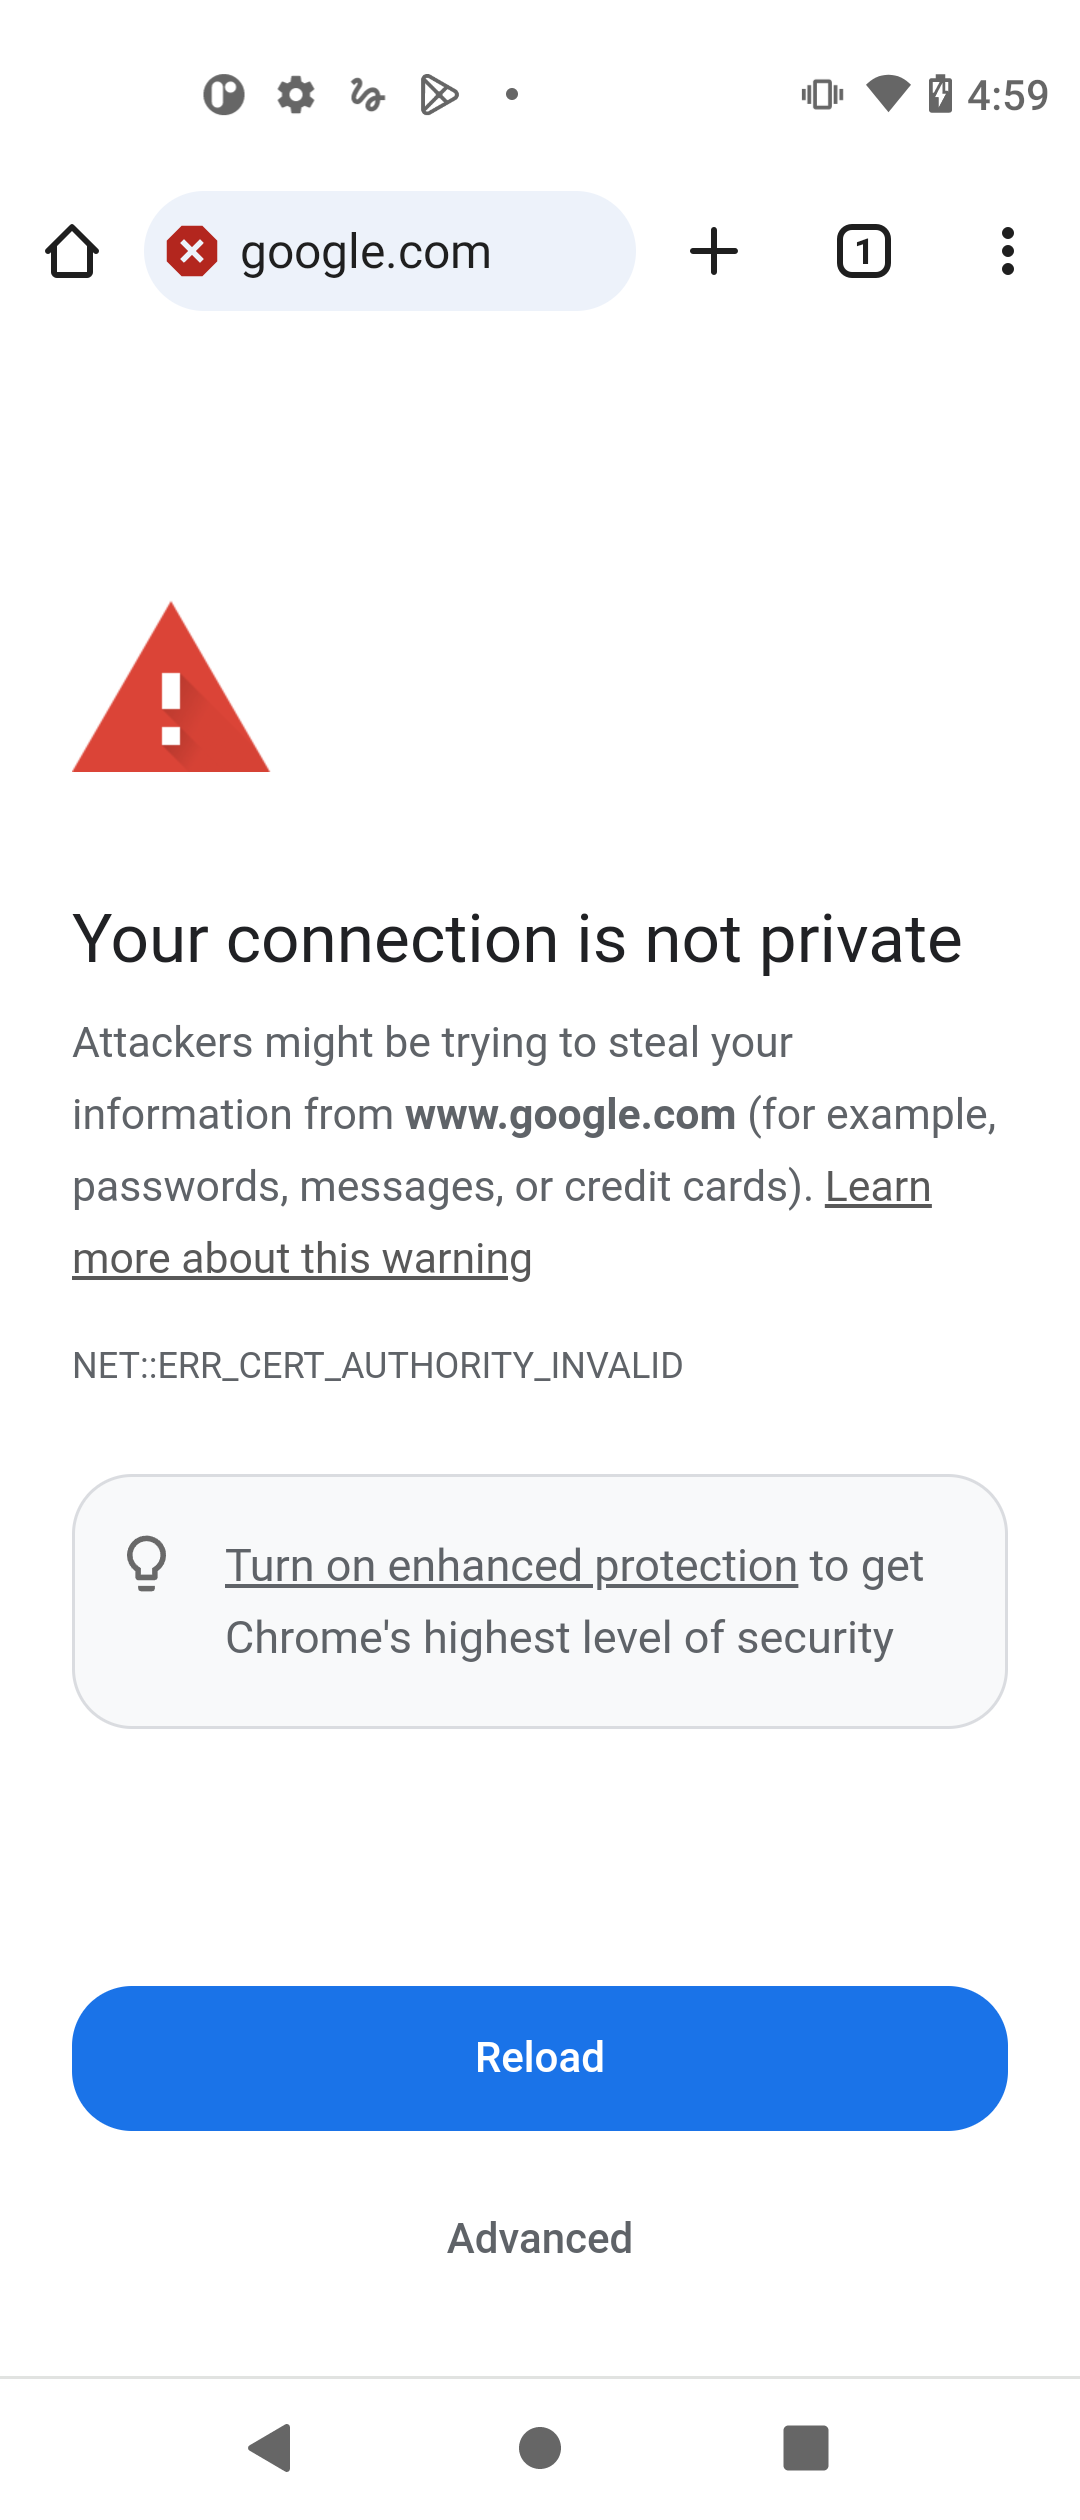 4:59
google.com
1
Your connection is not private
Attackers might be trying to steal your
information from www.google.com (for example,
passwords, messages, or credit cards). Learn
more about this warning
NET::ERR_CERT_AUTHORITY_INVALID
Turn on enhanced protection to get
Chrome's highest level of security
Reload
Advanced